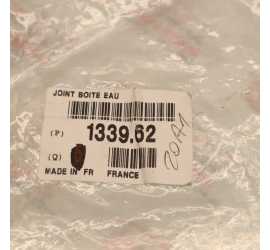 JOINT BOITE EAU
(P) 1339.62
(Q)
MADE IN FR FRANCE